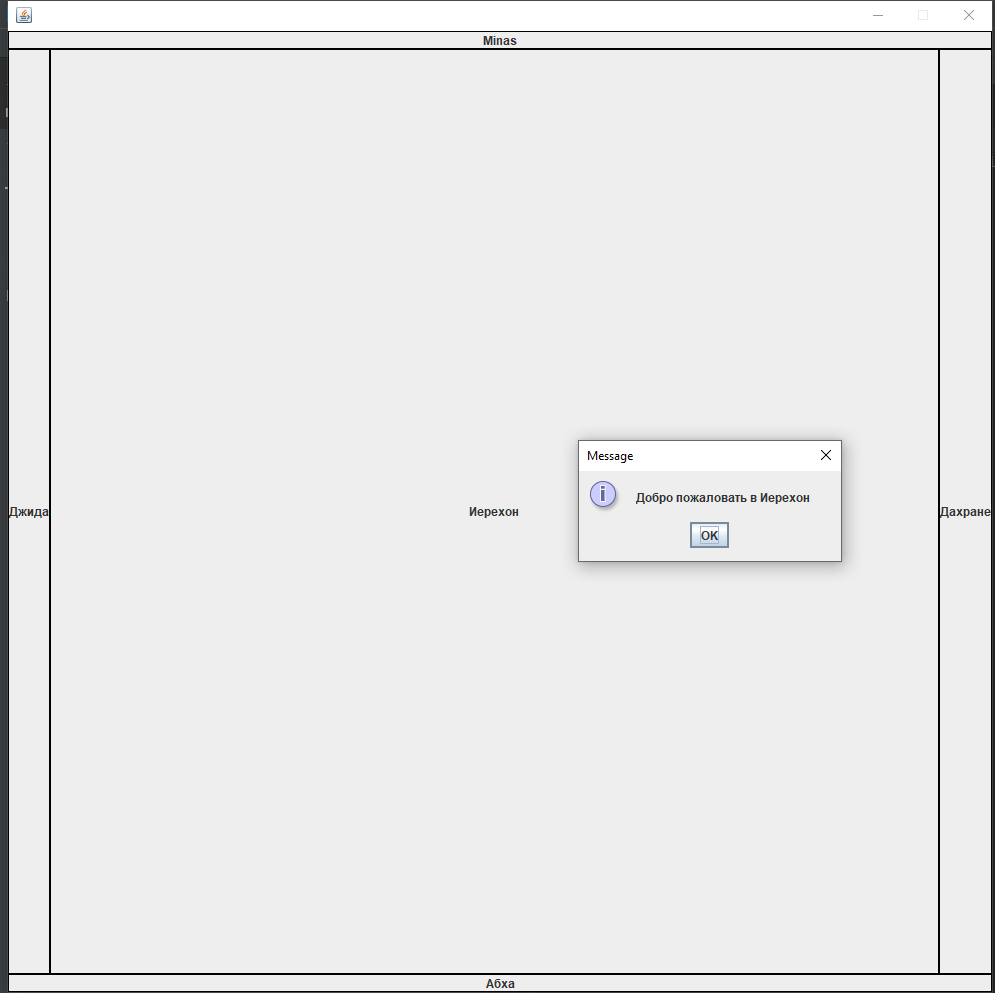 Minas
Message
Добро пожаловать в Иерехон
Джида
Иерехон
Дахране
OK
Абха